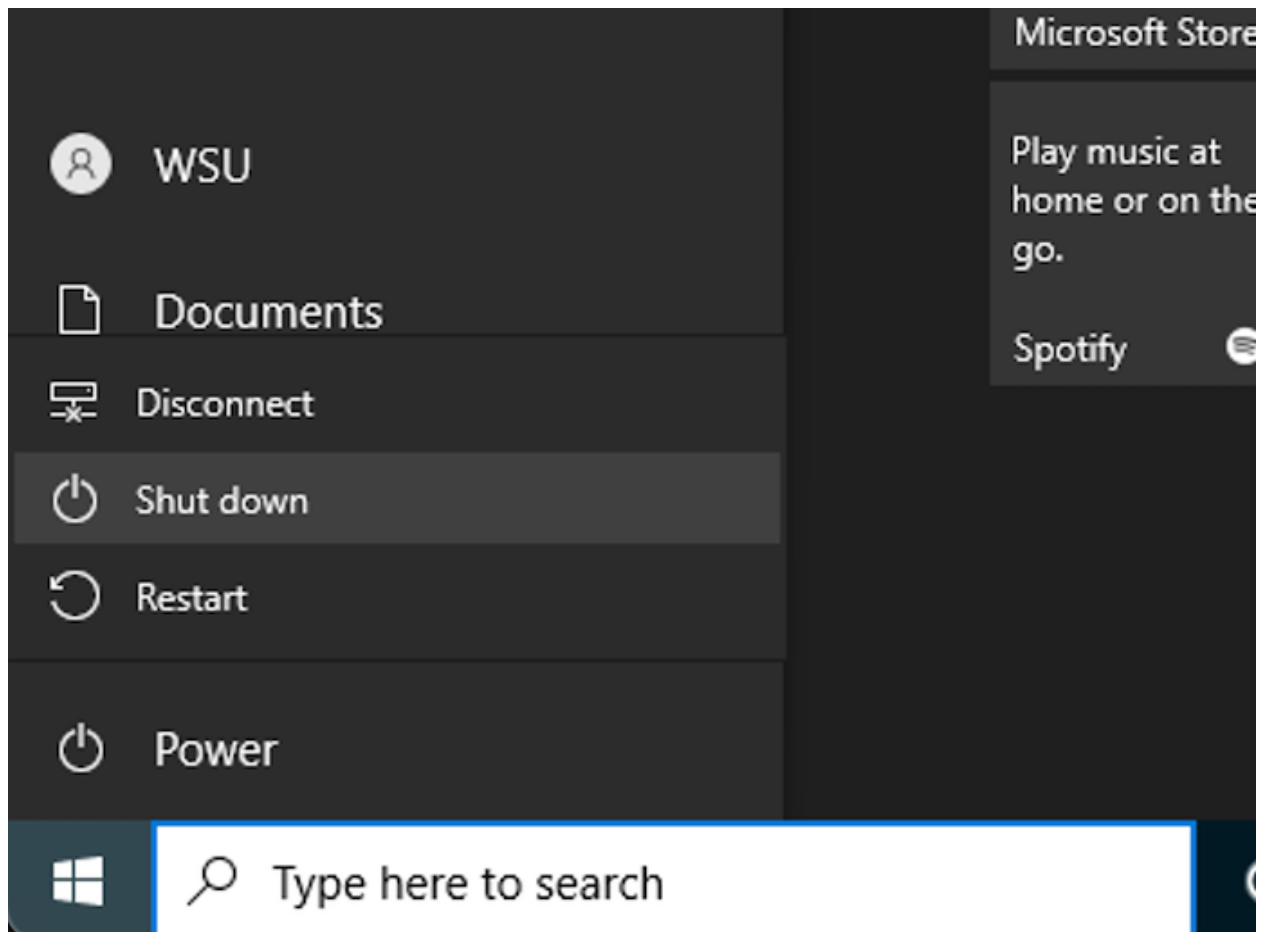 WSU
Documents
Disconnect
Shut down
Restart
Power
Type here to search
Microsoft Store
Play music at
home or on the
go.
Spotify